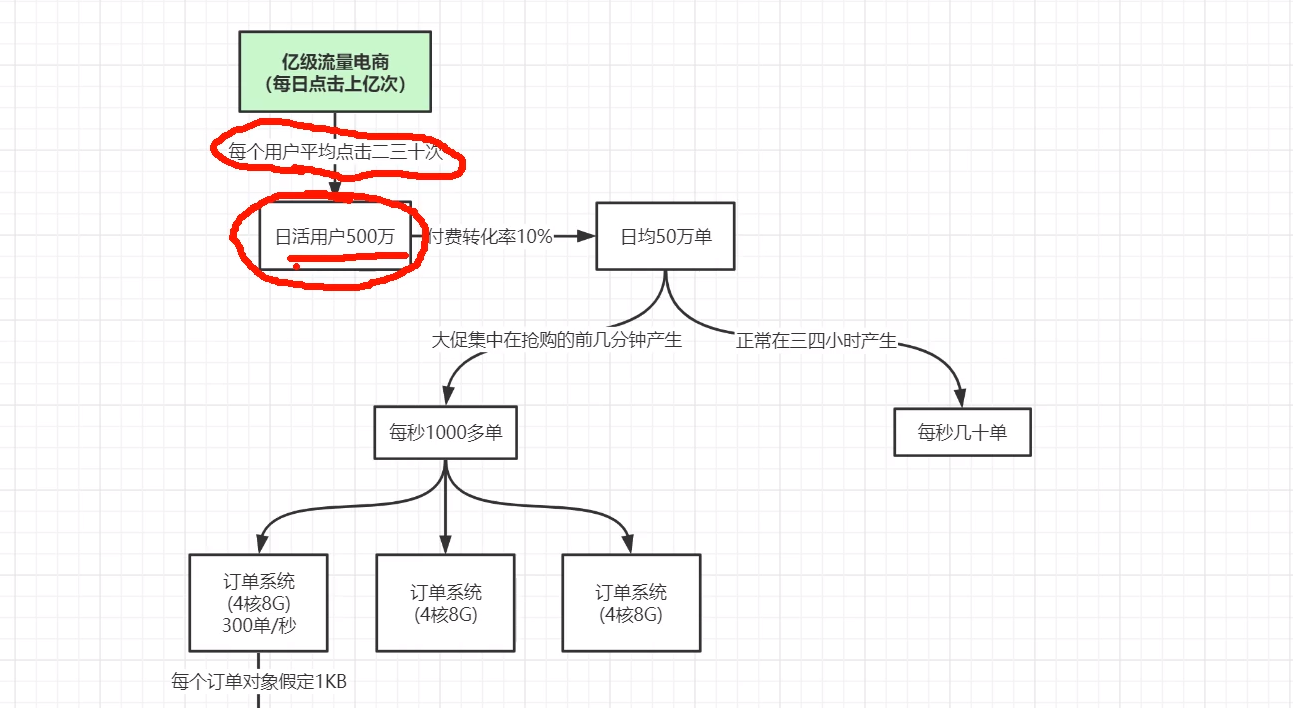 亿级流量电商
（每日点击上亿次）
每个用户平均点击二三十次
日活用户500万
付费转化率10%
日均50万单
大促集中在抢购的前几分钟产生
正常在三四小时产生
每秒1000多单
每秒几十单
订单系统
(4核8G)
300单/秒
订单系统
(4核8G)
订单系统
(4核8G)
每个订单对象假定1KB